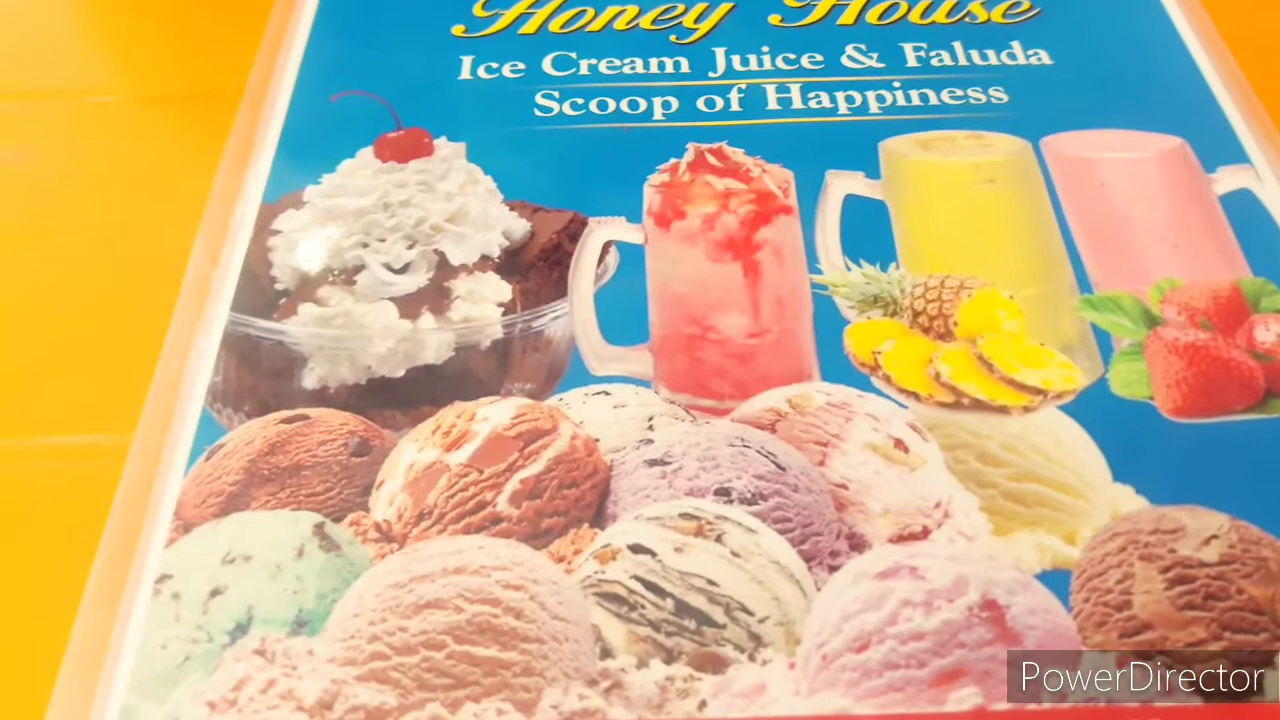 Honey House
Ice Cream Juice & Faluda
Scoop of Happiness
PowerDirector